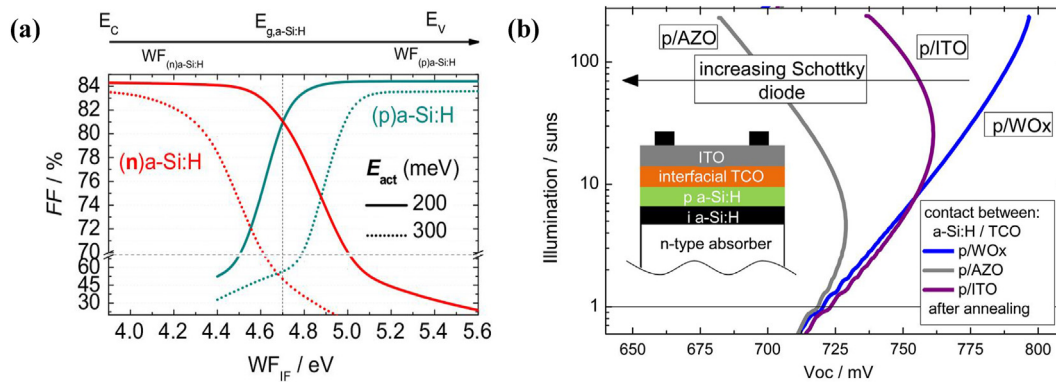 (a)
E_C
E_g,a-Si:H
E_V
WF_(n)a-Si:H
WF_(p)a-Si:H
FF / %
84
82
80
78
76
74
72
70
60
45
30
(n)a-Si:H
(p)a-Si:H
E_act (meV)
200
300
4.0
4.2
4.4
4.6
4.8
5.0
5.2
5.4
5.6
WF_IF / eV
(b)
Illumination / suns
100
10
1
p/AZO
p/ITO
p/WOx
increasing Schottky
diode
ITO
interfacial TCO
p a-Si:H
i a-Si:H
n-type absorber
contact between:
a-Si:H / TCO
p/WOx
p/AZO
p/ITO
after annealing
650
675
700
725
750
775
800
Voc / mV